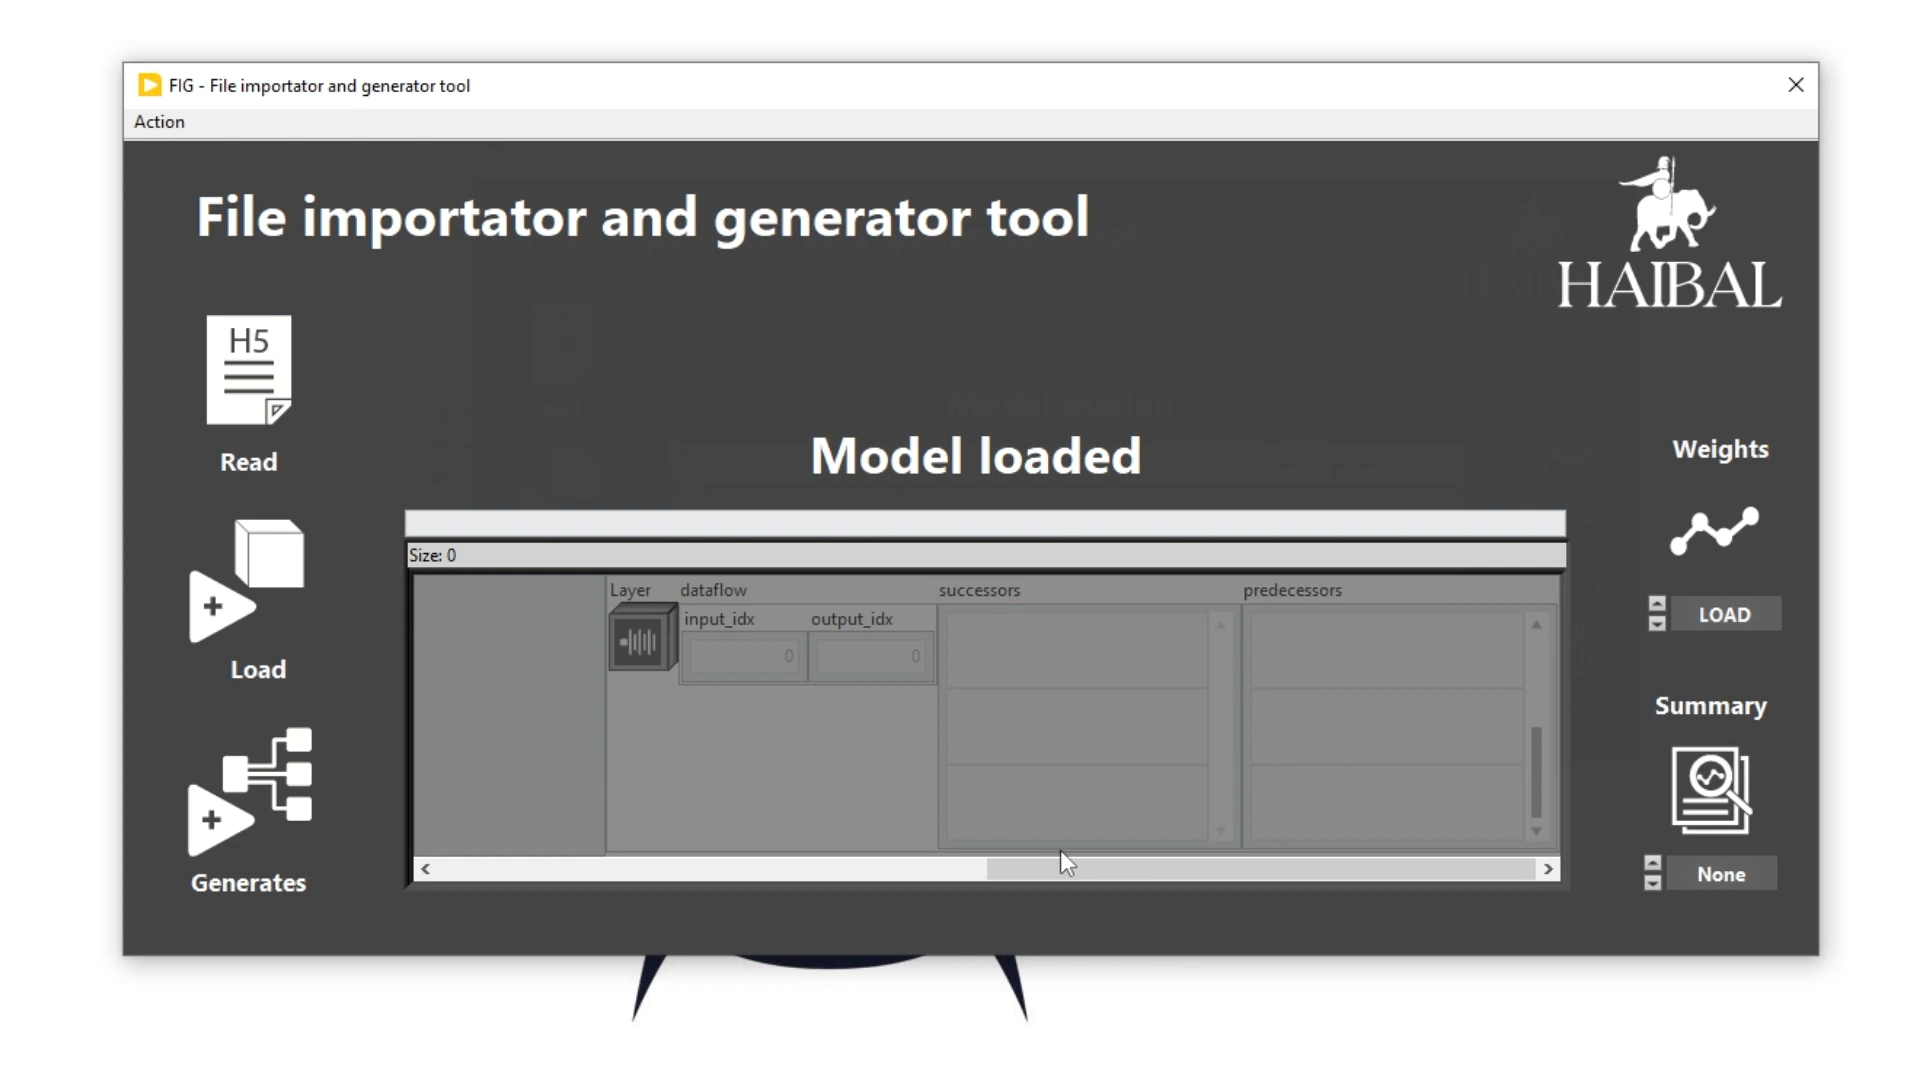 FIG - File importator and generator tool
Action
File importator and generator tool
HAIBAL
H5
Read
Model loaded
Weights
Size: 0
Layer dataflow successors predecessors
input_idx output_idx
0 0
LOAD
Load
Summary
None
Generates